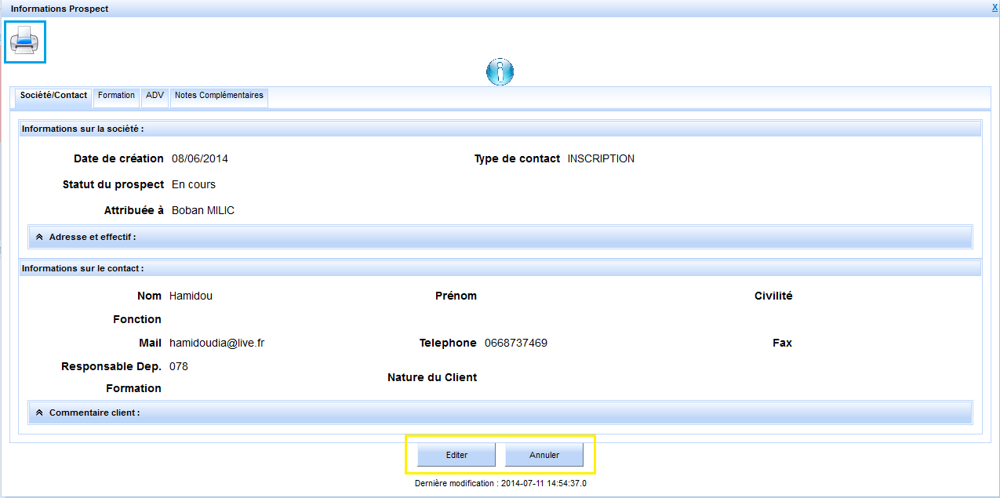 Informations Prospect X
Société/Contact Formation ADV Notes Complémentaires
Informations sur la société :
Date de création 08/06/2014 Type de contact INSCRIPTION
Statut du prospect En cours
Attribuée à Boban MILIC
Adresse et effectif :
Informations sur le contact :
Nom Hamidou Prénom Civilité
Fonction
Mail hamidoudia@live.fr Telephone 0668737469 Fax
Responsable Dep. 078
Nature du Client
Formation
Commentaire client :
Editer Annuler
Dernière modification : 2014-07-11 14:54:37.0